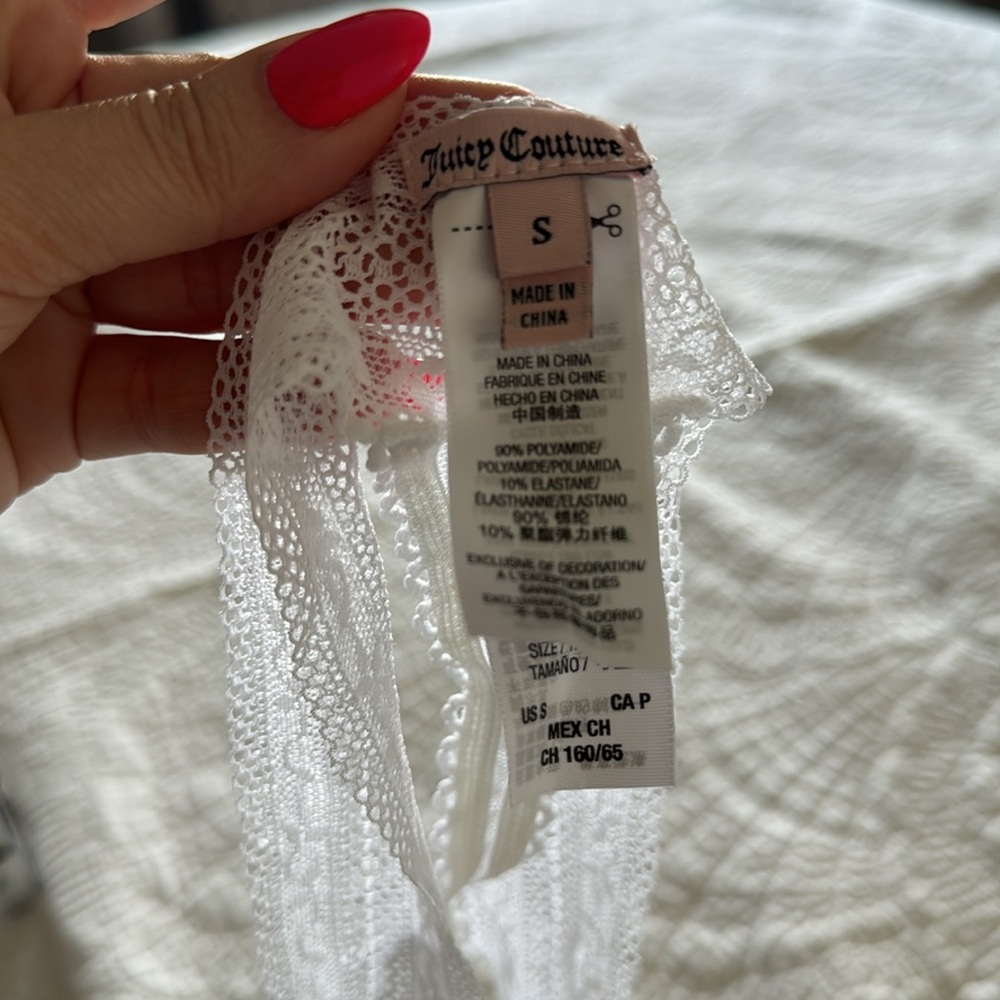 Juicy Couture
S
MADE IN
CHINA
MADE IN CHINA
FABRIQUE EN CHINE
HECHO EN CHINA
中国制造
90% POLYAMIDE/
POLYAMIDE/POLIAMIDA
10% ELASTANE/
ÉLASTHANNE/ELASTANO
90% 锦纶
10% 聚酯弹力纤维
EXCLUSIVE OF DECORATION/
A L'EXCEPTION DES
ADORNO
SIZE/
TAMAÑO/
US S CA P
MEX CH
CH 160/65